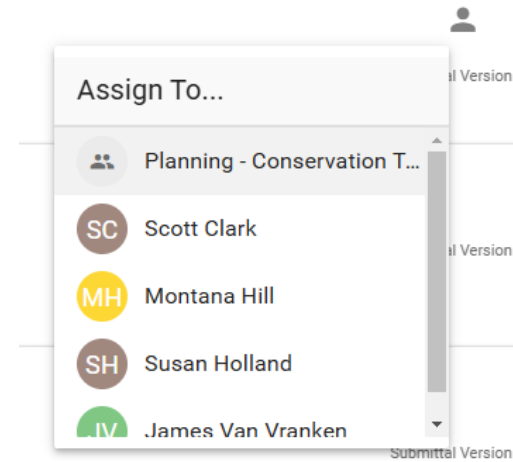 Assign To...
al Version
Planning - Conservation T...
SC Scott Clark
al Version
MH Montana Hill
SH Susan Holland
JV James Van Vranken
Submittal Version